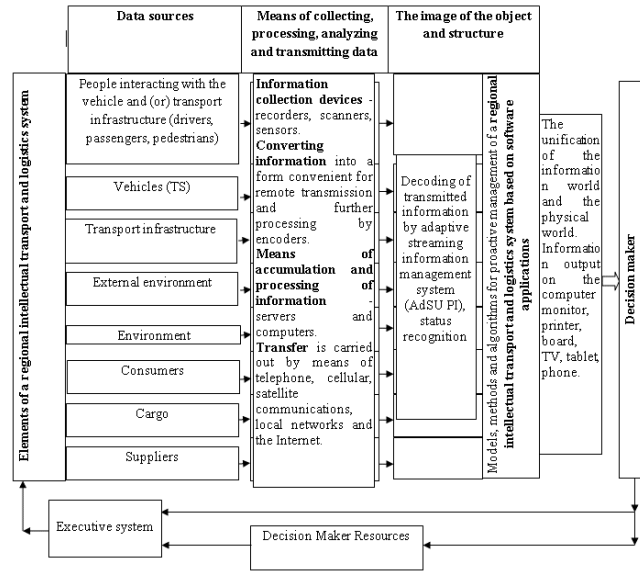 Data sources
Means of collecting,
processing, analyzing
and transmitting data
The image of the object
and structure
Elements of a regional intellectual transport and logistics system
People interacting with the
vehicle and (or) transport
infrastructure (drivers,
passengers, pedestrians)
Vehicles (TS)
Transport infrastructure
External environment
Environment
Consumers
Cargo
Suppliers
Information
collection devices -
recorders, scanners,
sensors.
Converting
information into a
form convenient for
remote transmission
and further
processing by
encoders.
Means of
accumulation and
processing of
information -
servers and
computers.
Transfer is carried
out by means of
telephone, cellular,
satellite
communications,
local networks and
the Internet.
Decoding of
transmitted
information
by adaptive
streaming
information
management
system
(AdSU PI),
status
recognition
Models, methods and algorithms for proactive management of a regional
intellectual transport and logistics system based on software
applications
The
unification
of the
informatio
n world
and the
physical
world.
Informatio
n output
on the
computer
monitor,
printer,
board,
TV, tablet,
phone.
Decision maker
Executive system
Decision Maker Resources